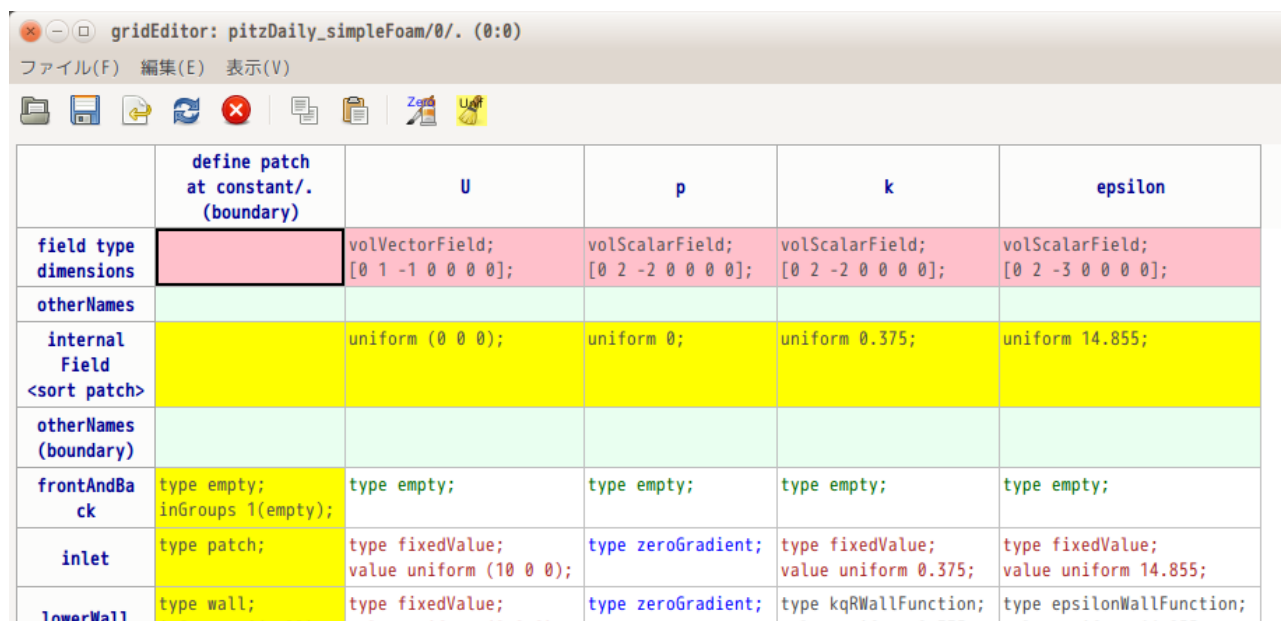 gridEditor: pitzDaily_simpleFoam/0/. (0:0)
ファイル(F) 編集(E) 表示(V)
Zero Unif
define patch
at constant/.
(boundary)
U
p
k
epsilon
field type
dimensions
volVectorField;
[0 1 -1 0 0 0 0];
volScalarField;
[0 2 -2 0 0 0 0];
volScalarField;
[0 2 -2 0 0 0 0];
volScalarField;
[0 2 -3 0 0 0 0];
otherNames
internal
Field
<sort patch>
uniform (0 0 0);
uniform 0;
uniform 0.375;
uniform 14.855;
otherNames
(boundary)
frontAndBa
ck
type empty;
inGroups 1(empty);
type empty;
type empty;
type empty;
type empty;
inlet
type patch;
type fixedValue;
value uniform (10 0 0);
type zeroGradient;
type fixedValue;
value uniform 0.375;
type fixedValue;
value uniform 14.855;
lowerWall
type wall;
type fixedValue;
type zeroGradient;
type kqRWallFunction;
type epsilonWallFunction;